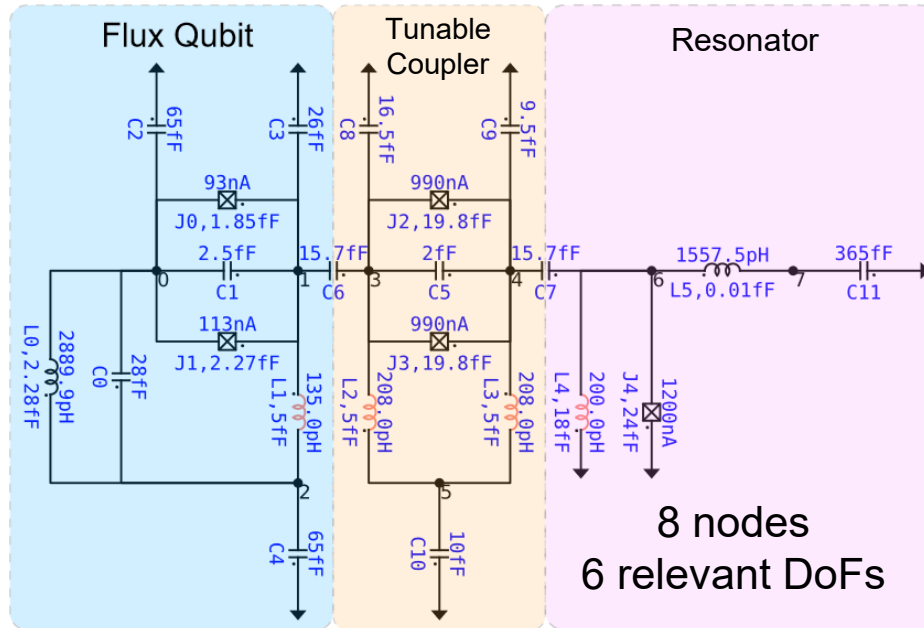 Flux Qubit
Tunable
Coupler
Resonator
C2
65fF
C3
26fF
C8
16.5fF
C9
9.5fF
93nA
J0,1.85fF
990nA
J2,19.8fF
2.5fF
C1
15.7fF
C6
2fF
C5
15.7fF
C7
1557.5pH
L5,0.01fF
365fF
C11
0
1
3
4
6
7
113nA
J1,2.27fF
990nA
J3,19.8fF
L0,2.28fF
2889.9pH
C0
28fF
L1,5fF
135.0pH
L2,5fF
208.0pH
L3,5fF
208.0pH
L4,18fF
200.0pH
J4,24fF
1200nA
2
5
C4
65fF
C10
10fF
8 nodes
6 relevant DoFs